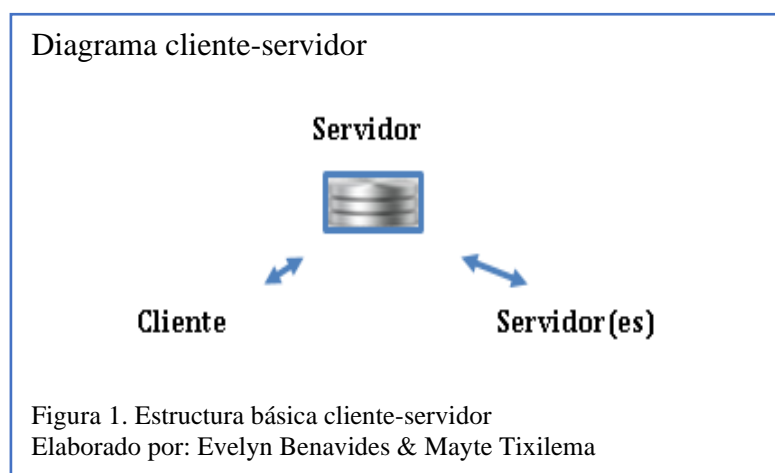 Diagrama cliente-servidor
Servidor
Cliente
Servidor(es)
Figura 1. Estructura básica cliente-servidor
Elaborado por: Evelyn Benavides & Mayte Tixilema